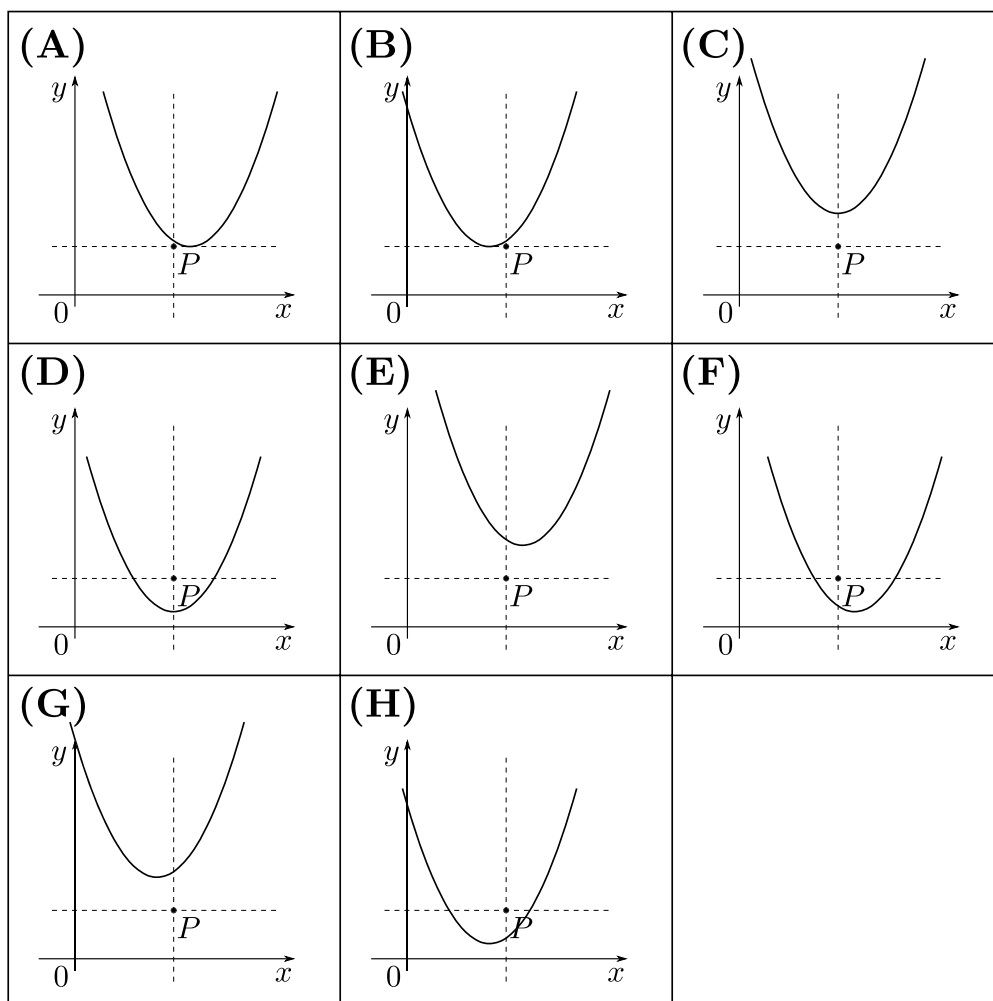 (A) (B) (C)
y y y
P P P
0 x 0 x 0 x
(D) (E) (F)
y y y
P P P
0 x 0 x 0 x
(G) (H)
y y
P P
0 x 0 x